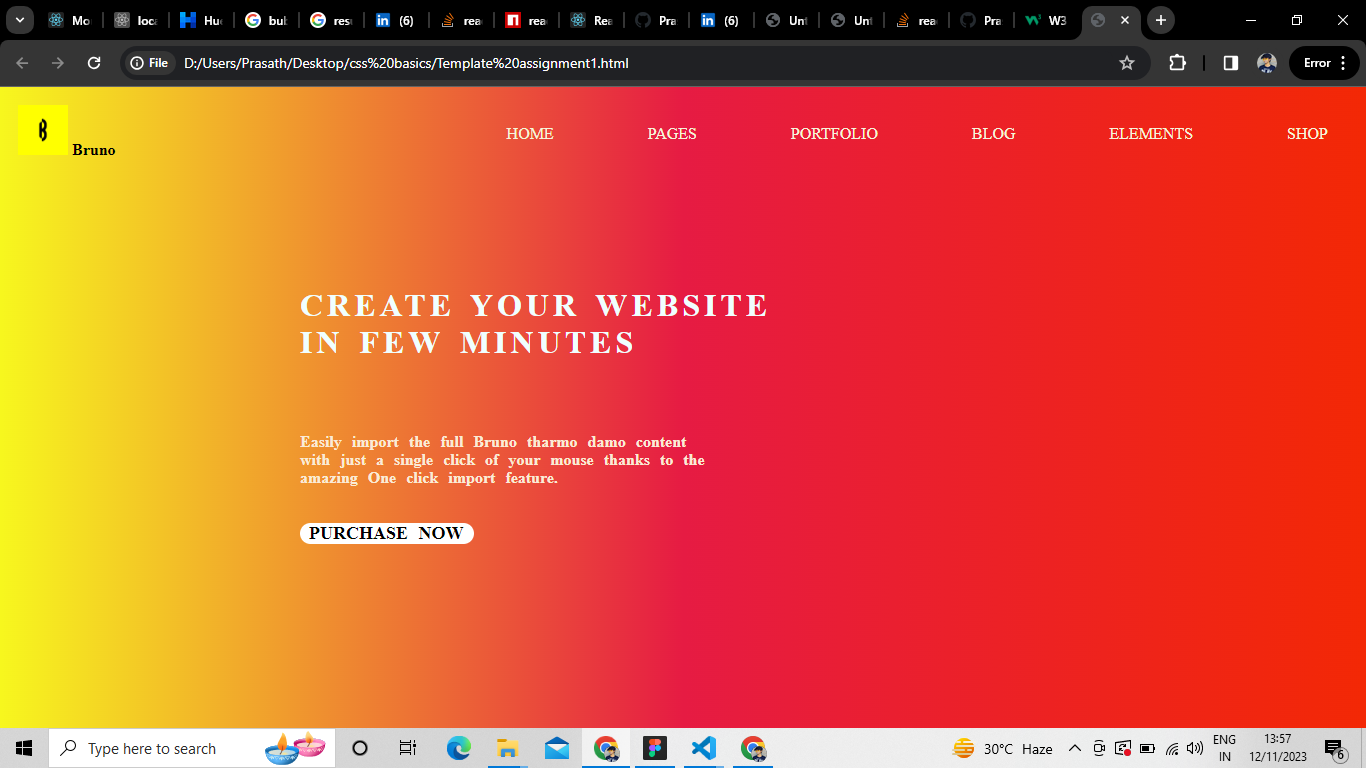 Mo
loca
Hue
bub
resu
(6)
rea
rea
Rea
Pra
(6)
Unt
Unt
rea
Pra
W3
File D:/Users/Prasath/Desktop/css%20basics/Template%20assignment1.html Error
B Bruno
HOME PAGES PORTFOLIO BLOG ELEMENTS SHOP
CREATE YOUR WEBSITE
IN FEW MINUTES
Easily import the full Bruno tharmo damo content
with just a single click of your mouse thanks to the
amazing One click import feature.
PURCHASE NOW
Type here to search
30°C Haze
ENG
IN
13:57
12/11/2023
6